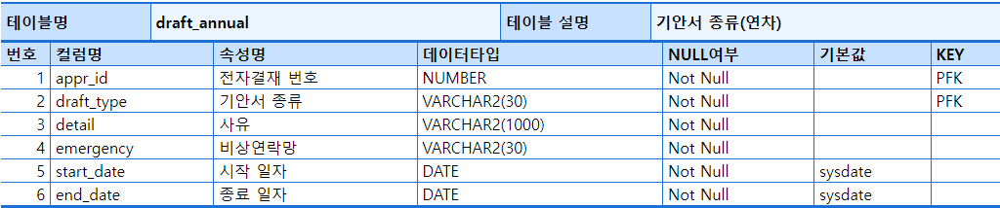 테이블명 draft_annual 테이블 설명 기안서 종류(연차)
번호 컬럼명 속성명 데이터타입 NULL여부 기본값 KEY
1 appr_id 전자결재 번호 NUMBER Not Null PFK
2 draft_type 기안서 종류 VARCHAR2(30) Not Null PFK
3 detail 사유 VARCHAR2(1000) Not Null
4 emergency 비상연락망 VARCHAR2(30) Not Null
5 start_date 시작 일자 DATE Not Null sysdate
6 end_date 종료 일자 DATE Not Null sysdate